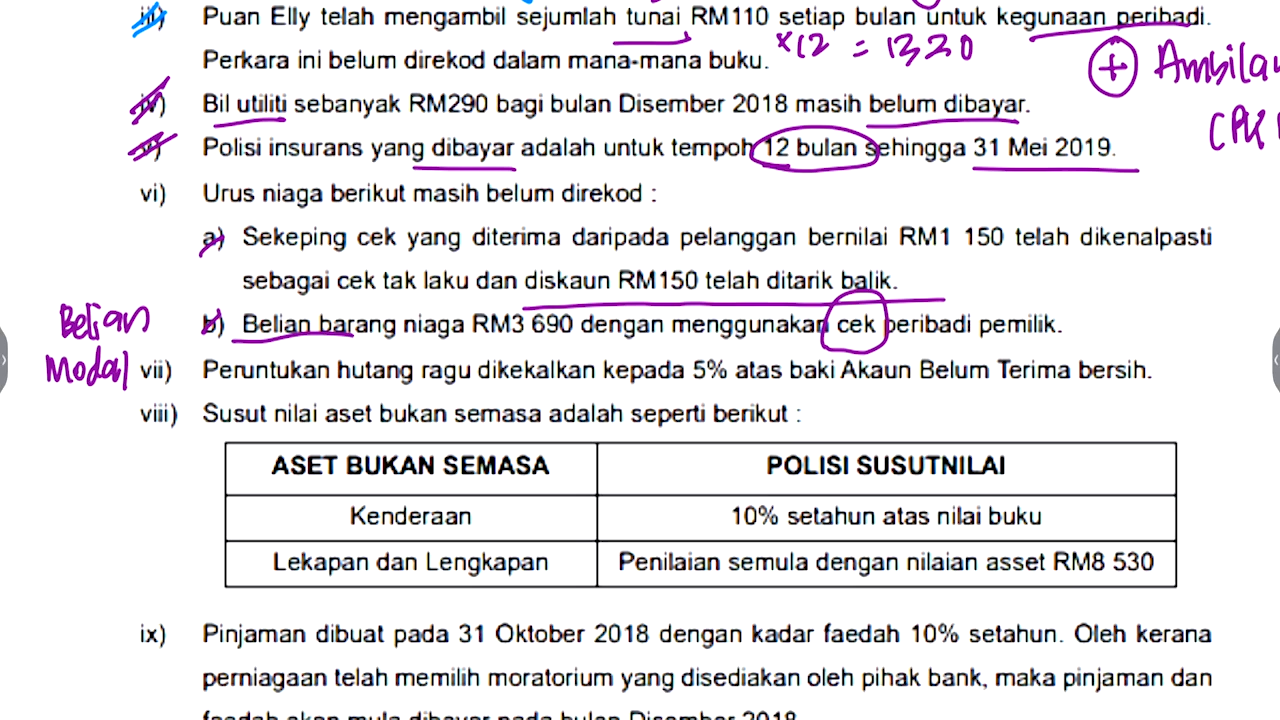 iii) Puan Elly telah mengambil sejumlah tunai RM110 setiap bulan untuk kegunaan peribadi.
×12 = 1320
Perkara ini belum direkod dalam mana-mana buku.
(+) Ambilan
iv) Bil utiliti sebanyak RM290 bagi bulan Disember 2018 masih belum dibayar.
v) Polisi insurans yang dibayar adalah untuk tempoh 12 bulan sehingga 31 Mei 2019.
vi) Urus niaga berikut masih belum direkod :
a) Sekeping cek yang diterima daripada pelanggan bernilai RM1 150 telah dikenalpasti
sebagai cek tak laku dan diskaun RM150 telah ditarik balik.
Belian
b) Belian barang niaga RM3 690 dengan menggunakan cek peribadi pemilik.
Modal
vii) Peruntukan hutang ragu dikekalkan kepada 5% atas baki Akaun Belum Terima bersih.
viii) Susut nilai aset bukan semasa adalah seperti berikut :
ASET BUKAN SEMASA POLISI SUSUTNILAI
Kenderaan 10% setahun atas nilai buku
Lekapan dan Lengkapan Penilaian semula dengan nilaian asset RM8 530
ix) Pinjaman dibuat pada 31 Oktober 2018 dengan kadar faedah 10% setahun. Oleh kerana
perniagaan telah memilih moratorium yang disediakan oleh pihak bank, maka pinjaman dan
faedah akan mula dibayar pada bulan Disember 2018.